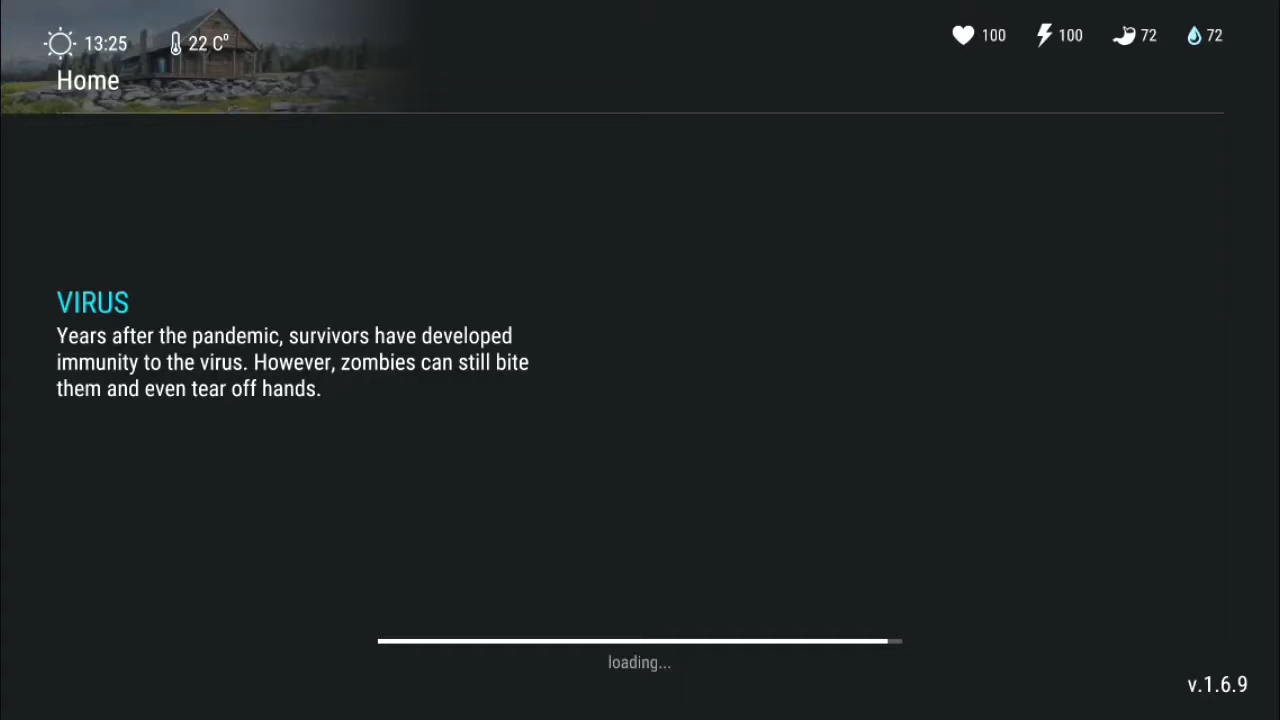 13:25 22 C° 100 100 72 72
Home
VIRUS
Years after the pandemic, survivors have developed
immunity to the virus. However, zombies can still bite
them and even tear off hands.
loading...
v.1.6.9